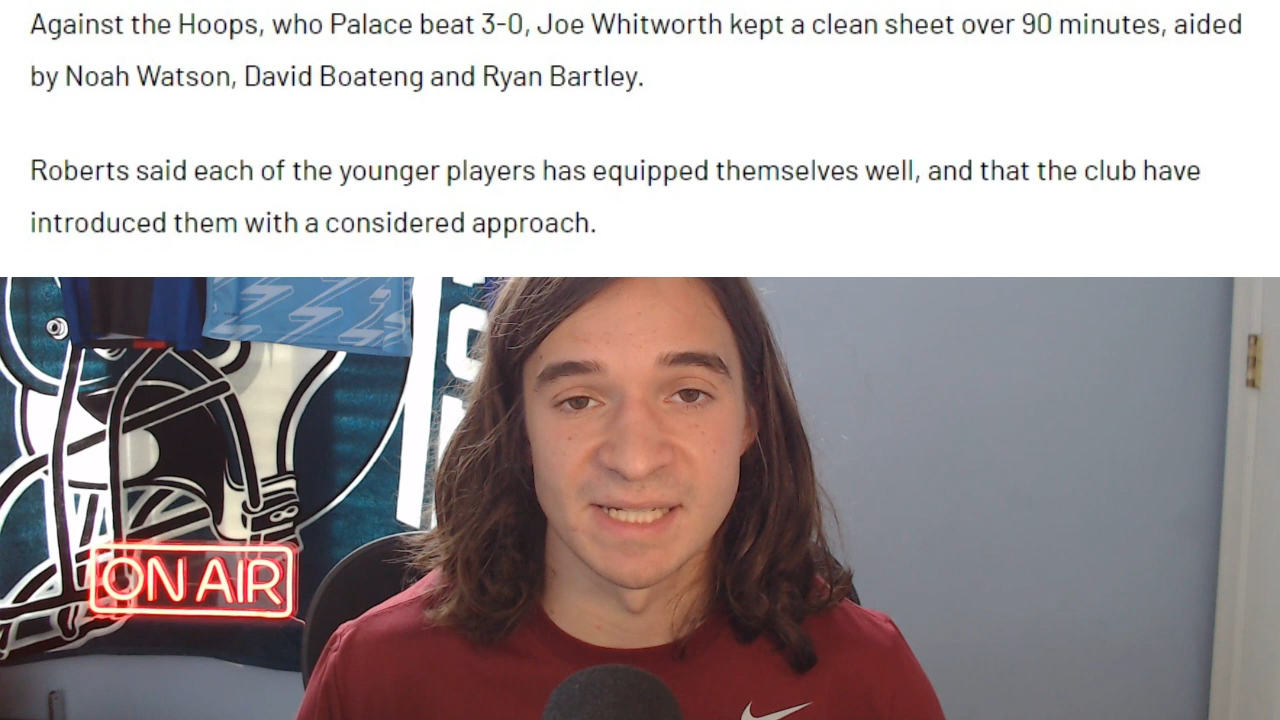 Against the Hoops, who Palace beat 3-0, Joe Whitworth kept a clean sheet over 90 minutes, aided
by Noah Watson, David Boateng and Ryan Bartley.
Roberts said each of the younger players has equipped themselves well, and that the club have
introduced them with a considered approach.
ON AIR